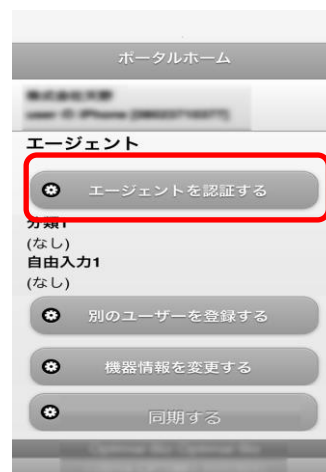 ポータルホーム
エージェント
エージェントを認証する
分類1
(なし)
自由入力1
(なし)
別のユーザーを登録する
機器情報を変更する
同期する